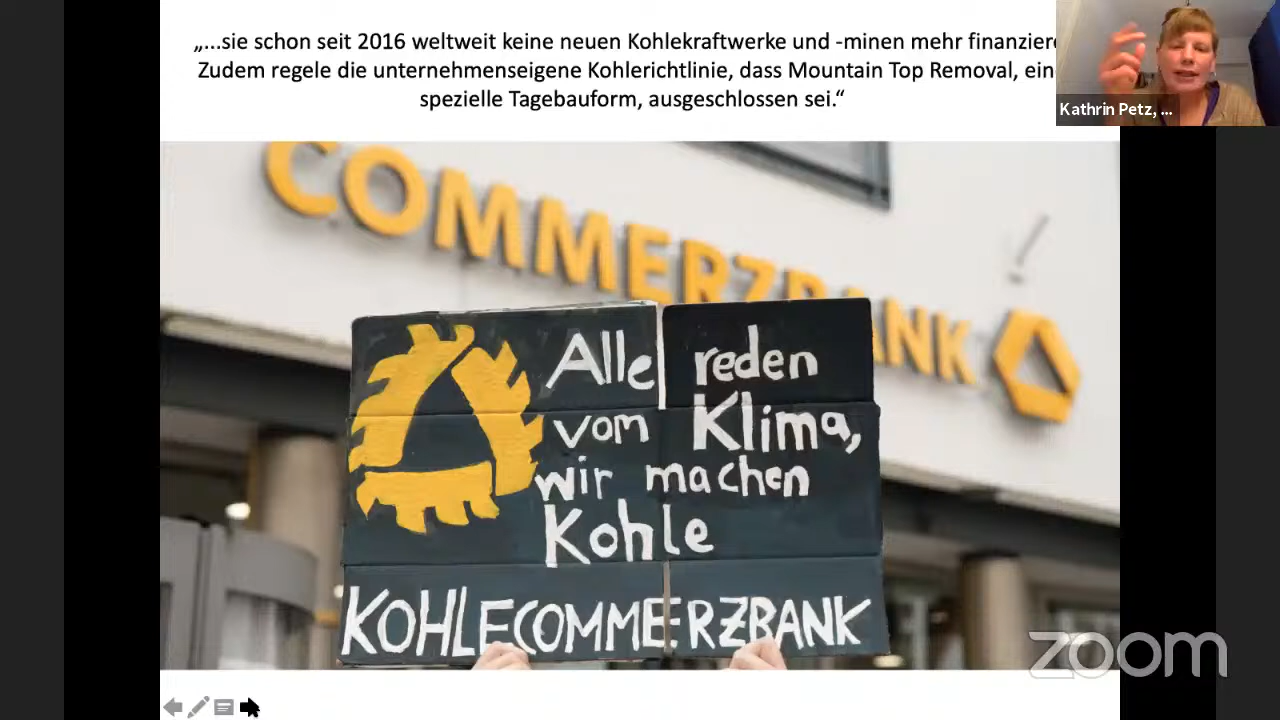 „...sie schon seit 2016 weltweit keine neuen Kohlekraftwerke und -minen mehr finanziere
Zudem regele die unternehmenseigene Kohlerichtlinie, dass Mountain Top Removal, ein
spezielle Tagebauform, ausgeschlossen sei.“
Kathrin Petz, ...
COMMERZBANK
Alle reden
vom Klima,
wir machen
Kohle
KOHLECOMMERZBANK
zoom